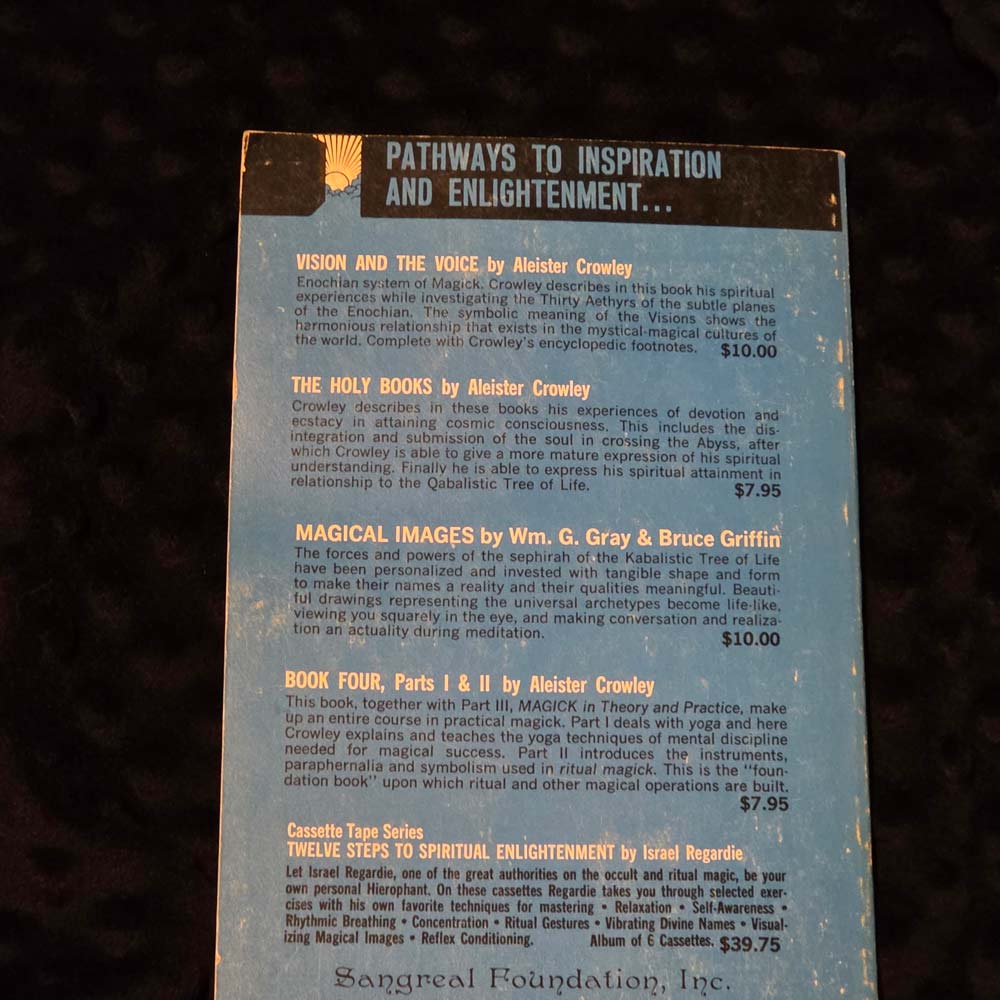 PATHWAYS TO INSPIRATION
AND ENLIGHTENMENT...
VISION AND THE VOICE by Aleister Crowley
Enochian system of Magick. Crowley describes in this book his spiritual
experiences while investigating the Thirty Aethyrs of the subtle planes
of the Enochian. The symbolic meaning of the Visions shows the
harmonious relationship that exists in the mystical-magical cultures of
the world. Complete with Crowley's encyclopedic footnotes. $10.00
THE HOLY BOOKS by Aleister Crowley
Crowley describes in these books his experiences of devotion and
ecstacy in attaining cosmic consciousness. This includes the dis-
integration and submission of the soul in crossing the Abyss, after
which Crowley is able to give a more mature expression of his spiritual
understanding. Finally he is able to express his spiritual attainment in
relationship to the Qabalistic Tree of Life. $7.95
MAGICAL IMAGES by Wm. G. Gray & Bruce Griffin
The forces and powers of the sephirah of the Kabalistic Tree of Life
have been personalized and invested with tangible shape and form
to make their names a reality and their qualities meaningful. Beauti-
ful drawings representing the universal archetypes become life-like,
viewing you squarely in the eye, and making conversation and realiza-
tion an actuality during meditation. $10.00
BOOK FOUR, Parts I & II by Aleister Crowley
This book, together with Part III, MAGICK in Theory and Practice, make
up an entire course in practical magick. Part I deals with yoga and here
Crowley explains and teaches the yoga techniques of mental discipline
needed for magical success. Part II introduces the instruments,
paraphernalia and symbolism used in ritual magick. This is the "foun-
dation book" upon which ritual and other magical operations are built.
$7.95
Cassette Tape Series
TWELVE STEPS TO SPIRITUAL ENLIGHTENMENT by Israel Regardie
Let Israel Regardie, one of the great authorities on the occult and ritual magic, be your
own personal Hierophant. On these cassettes Regardie takes you through selected exer-
cises with his own favorite techniques for mastering • Relaxation • Self-Awareness •
Rhythmic Breathing • Concentration • Ritual Gestures • Vibrating Divine Names • Visual-
izing Magical Images • Reflex Conditioning. Album of 6 Cassettes. $39.75
Sangreal Foundation, Inc.